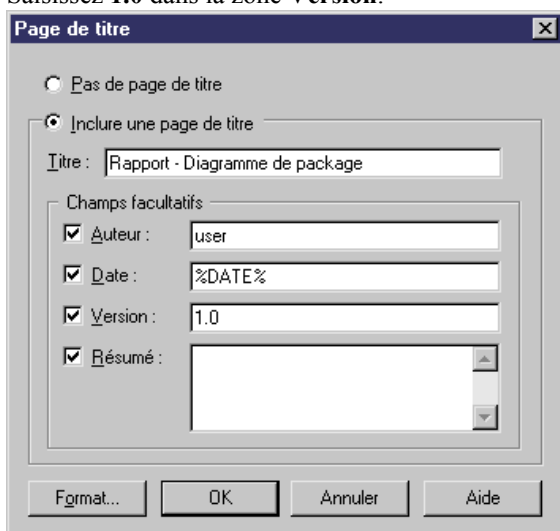 Saisissez 1.0 dans la zone Version.
Page de titre
Pas de page de titre
Inclure une page de titre
Titre : Rapport - Diagramme de package
Champs facultatifs
Auteur : user
Date : %DATE%
Version : 1.0
Résumé :
Format... OK Annuler Aide